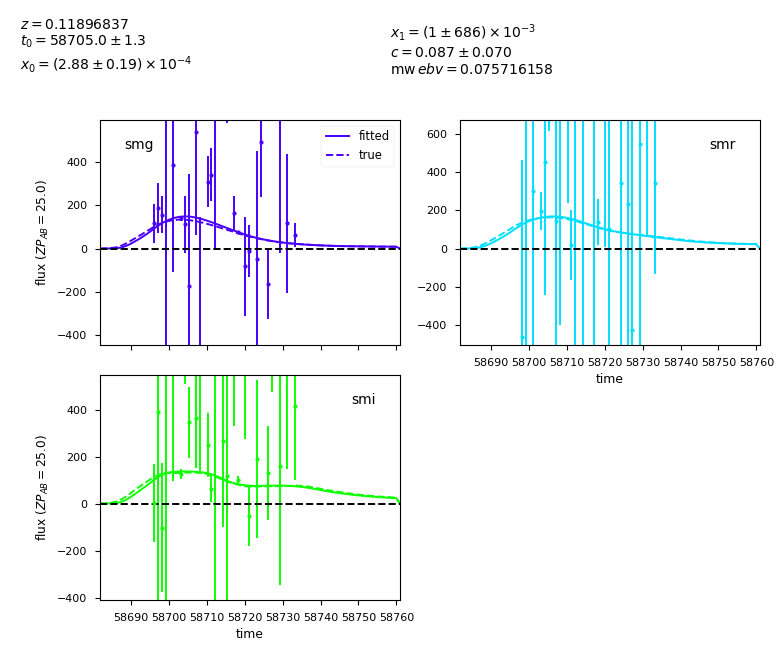 z = 0.11896837
t₀ = 58705.0 ± 1.3
x₀ = (2.88 ± 0.19) × 10⁻⁴
x₁ = (1 ± 686) × 10⁻³
c = 0.087 ± 0.070
mw ebv = 0.075716158
smg
fitted
true
400
200
0
−200
−400
flux (ZP_AB = 25.0)
smr
600
400
200
0
−200
−400
58690 58700 58710 58720 58730 58740 58750 58760
time
smi
400
200
0
−200
−400
flux (ZP_AB = 25.0)
58690 58700 58710 58720 58730 58740 58750 58760
time